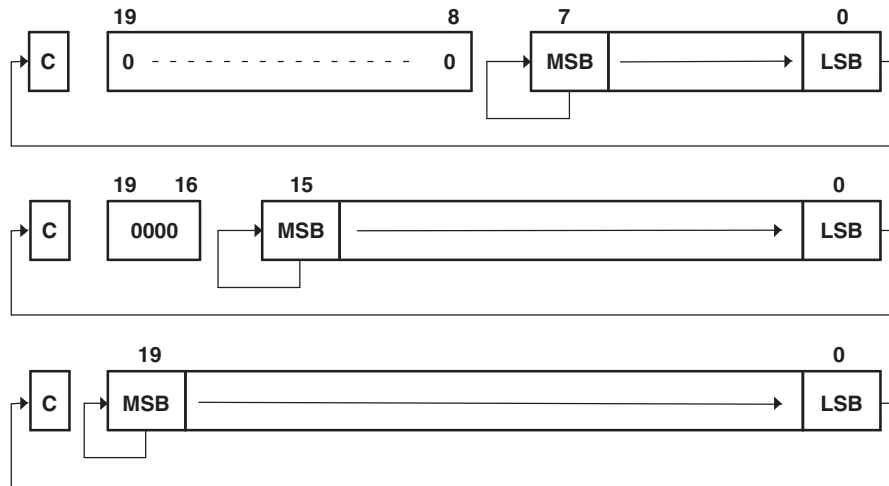 19 8 7 0
C 0 0 MSB LSB
19 16 15 0
C 0000 MSB LSB
19 0
C MSB LSB